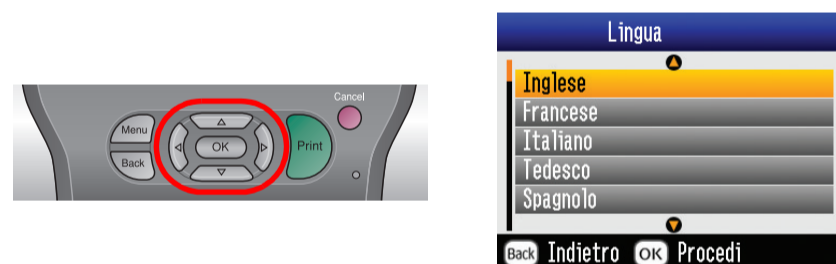 Cancel
Menu
OK
Print
Back
Lingua
Inglese
Francese
Italiano
Tedesco
Spagnolo
Back Indietro OK Procedi